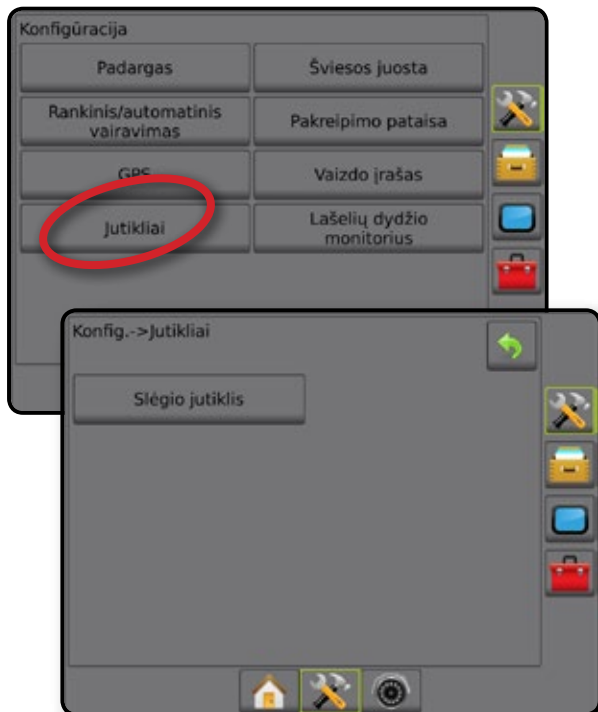 Konfigūracija
Padargas
Šviesos juosta
Rankinis/automatinis
vairavimas
Pakreipimo pataisa
GPS
Vaizdo įrašas
Jutikliai
Lašelių dydžio
monitorius
Konfig.->Jutikliai
Slėgio jutiklis